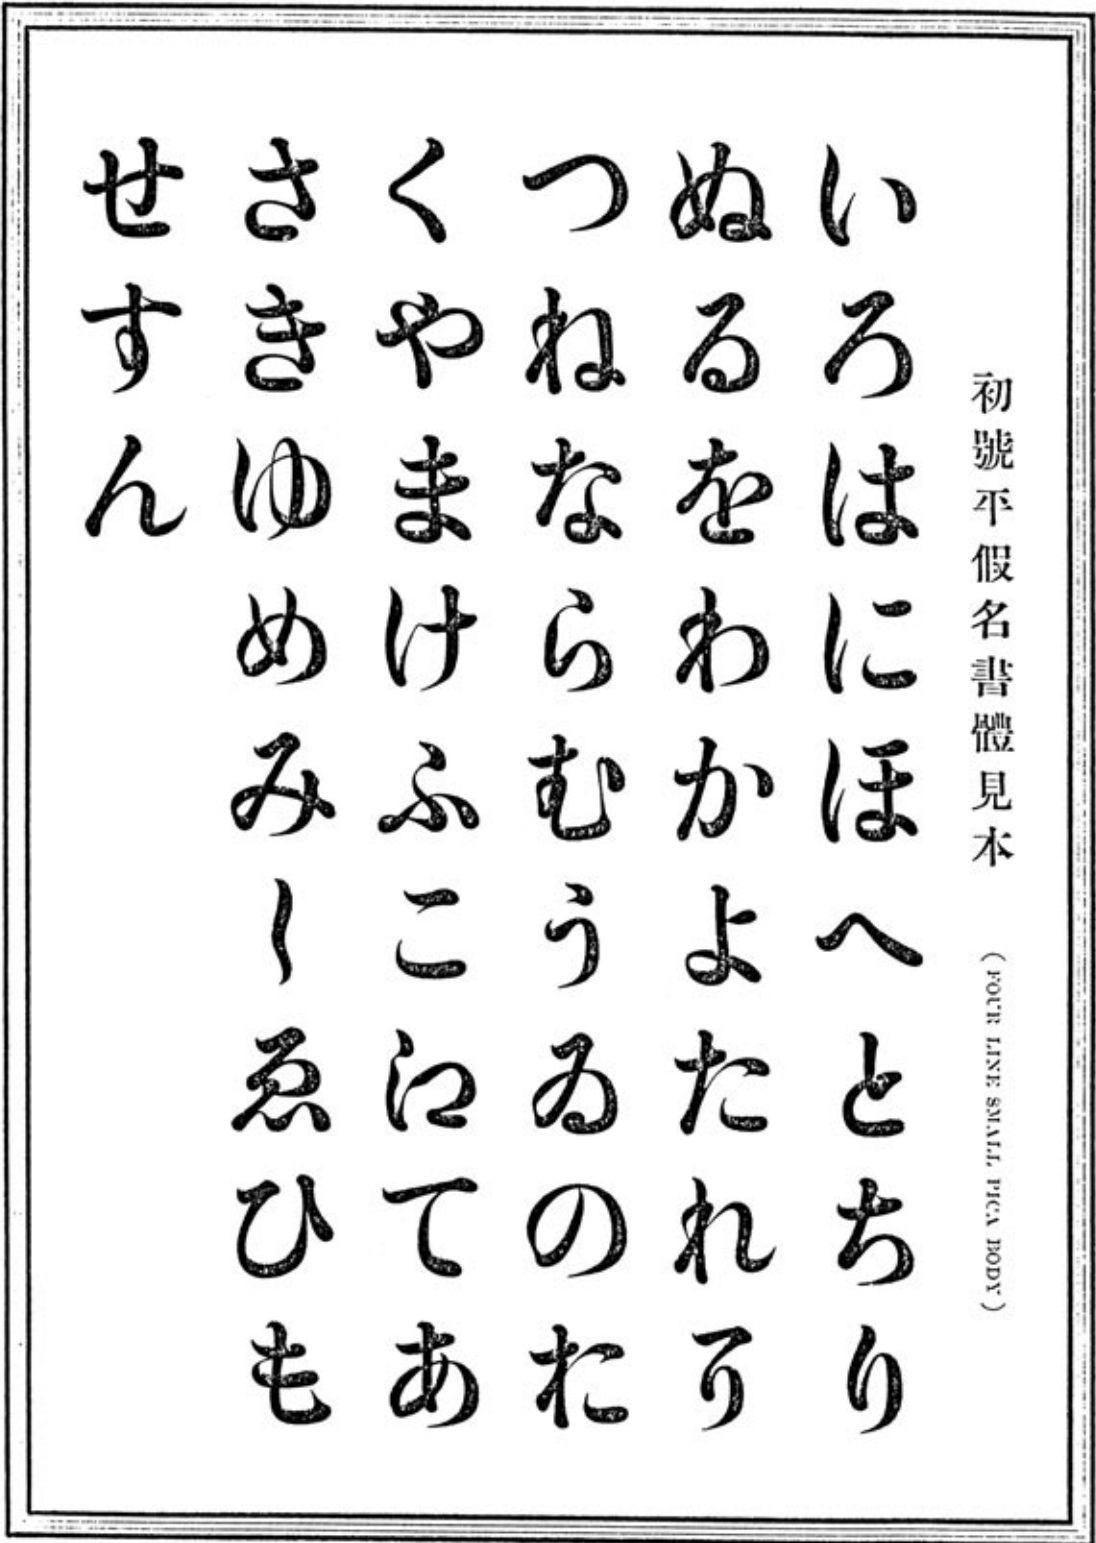 初號平假名書體見本 (FOUR LINE SMALL PICA BODY)
いろはにほへとちり
ぬるをわかよたれ𛁙
つねならむうゐの𛀕
くやまけふこ𛀁てあ
さきゆめみしゑひも
せすん